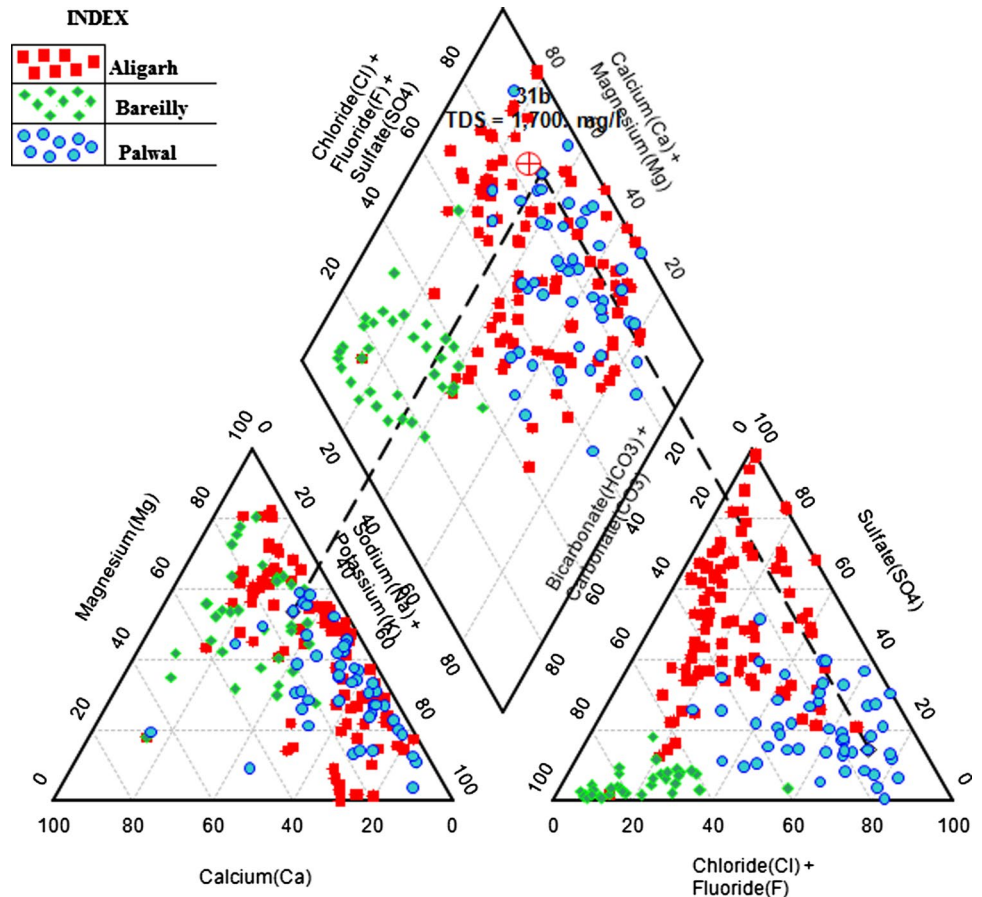 INDEX
Aligarh
Bareilly
Palwal
80
60
40
20
Chloride(Cl) +
Fluoride(F) +
Sulfate(SO4)
80
60
40
20
Calcium(Ca) +
Magnesium(Mg)
31b
TDS = 1,700. mg/l
20
40
60
80
Sodium (Na) +
Potassium(K)
20
40
60
80
Bicarbonate(HCO3) +
Carbonate(CO3)
100
80
60
40
20
0
Magnesium(Mg)
0
20
40
60
80
100
100
80
60
40
20
0
Calcium(Ca)
0
20
40
60
80
100
100
80
60
40
20
0
Sulfate(SO4)
0
20
40
60
80
100
Chloride(Cl) +
Fluoride(F)